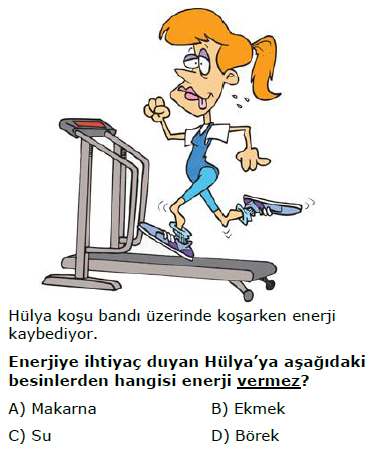 Hülya koşu bandı üzerinde koşarken enerji
kaybediyor.
Enerjiye ihtiyaç duyan Hülya’ya aşağıdaki
besinlerden hangisi enerji vermez?
A) Makarna B) Ekmek
C) Su D) Börek